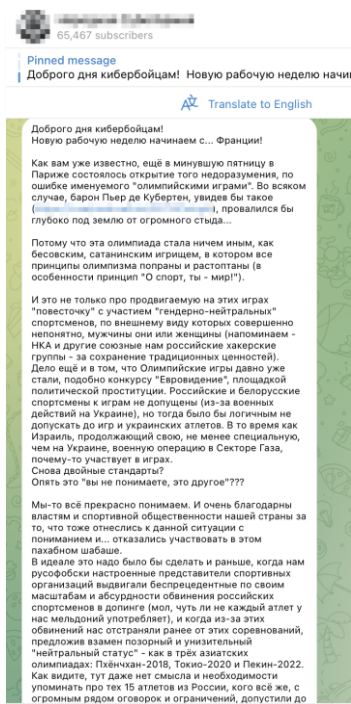 65,467 subscribers
Pinned message
Доброго дня кибербойцам! Новую рабочую неделю начи
Translate to English
Доброго дня кибербойцам!
Новую рабочую неделю начинаем с... Франции!
Как вам уже известно, ещё в минувшую пятницу в
Париже состоялось открытие того недоразумения, по
ошибке именуемого "олимпийскими играми". Во всяком
случае, барон Пьер де Кубертен, увидев бы такое
(), провалился бы
глубоко под землю от огромного стыда...
Потому что эта олимпиада стала ничем иным, как
бесовским, сатанинским игрищем, в котором все
принципы олимпизма попраны и растоптаны (в
особенности принцип "О спорт, ты - мир!").
И это не только про продвигаемую на этих играх
"повесточку" с участием "гендерно-нейтральных"
спортсменов, по внешнему виду которых совершенно
непонятно, мужчины они или женщины (напоминаем -
НКА и другие союзные нам российские хакерские
группы - за сохранение традиционных ценностей).
Дело ещё и в том, что Олимпийские игры давно уже
стали, подобно конкурсу "Евровидение", площадкой
политической проституции. Российские и белорусские
спортсмены к играм не допущены (из-за военных
действий на Украине), но тогда было бы логичным не
допускать до игр и украинских атлетов. В то время как
Израиль, продолжающий свою, не менее специальную,
чем на Украине, военную операцию в Секторе Газа,
почему-то участвует в играх.
Снова двойные стандарты?
Опять это "вы не понимаете, это другое"???
Мы-то всё прекрасно понимаем. И очень благодарны
властям и спортивной общественности нашей страны за
то, что тоже отнеслись к данной ситуации с
пониманием и... отказались участвовать в этом
пахабном шабаше.
В идеале это надо было бы сделать и раньше, когда нам
русофобски настроенные представители спортивных
организаций выдвигали беспрецедентные по своим
масштабам и абсурдности обвинения российских
спортсменов в допинге (мол, чуть ли не каждый атлет у
нас мельдоний употребляет), и когда из-за этих
обвинений нас отстраняли ранее от этих соревнований,
предложив взамен позорный и унизительный
"нейтральный статус" - как в трёх азиатских
олимпиадах: Пхёнчхан-2018, Токио-2020 и Пекин-2022.
Как видите, тут даже нет смысла и необходимости
упоминать про тех 15 атлетов из России, кого всё же, с
огромным рядом оговорок и ограничений, допустили до